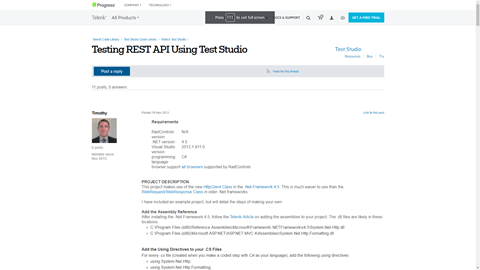 Progress
COMPANY TECHNOLOGY
Telerik All Products
Press F11 to exit full screen
DOCS & SUPPORT
GET A FREE TRIAL
Telerik Code Library / Test Studio Code Library / Project Test Studio
Testing REST API Using Test Studio
Test Studio
Resources Buy Try
Post a reply
Feed for this thread
11 posts, 0 answers
Timothy
5 posts
Member since:
Nov 2013
Posted 18 Nov 2013
Link to this post
Requirements
RadControls version N/A
.NET version 4.5
Visual Studio version 2013.1.911.0
programming language C#
browser support all browsers supported by RadControls
PROJECT DESCRIPTION
This project makes use of the new HttpClient Class in the .Net Framework 4.5. This is much easier to use than the
WebRequest/WebResponse Class in older .Net frameworks.
I have included an example project, but will detail the steps of making your own.
Add the Assembly Reference
After installing the .Net Framework 4.5, follow the Telerik Article on adding the assemblies to your project. The .dll files are likely in these
locations:
C:\Program Files (x86)\Reference Assemblies\Microsoft\Framework\.NETFramework\v4.5\System.Net.Http.dll
C:\Program Files (x86)\Microsoft ASP.NET\ASP.NET MVC 4\Assemblies\System.Net.Http.Formatting.dll
Add the Using Directives to your .CS Files
For every .cs file (created when you make a coded step with C# as your language), add the following using directives:
using System.Net.Http;
using System.Net.Http.Formatting;